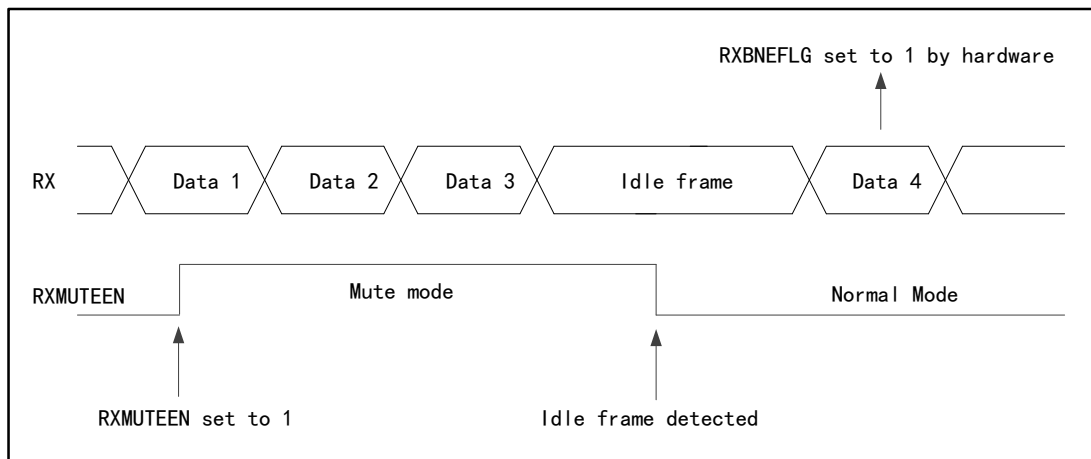 RXBNEFLG set to 1 by hardware
RX
Data 1
Data 2
Data 3
Idle frame
Data 4
RXMUTEEN
Mute mode
Normal Mode
RXMUTEEN set to 1
Idle frame detected